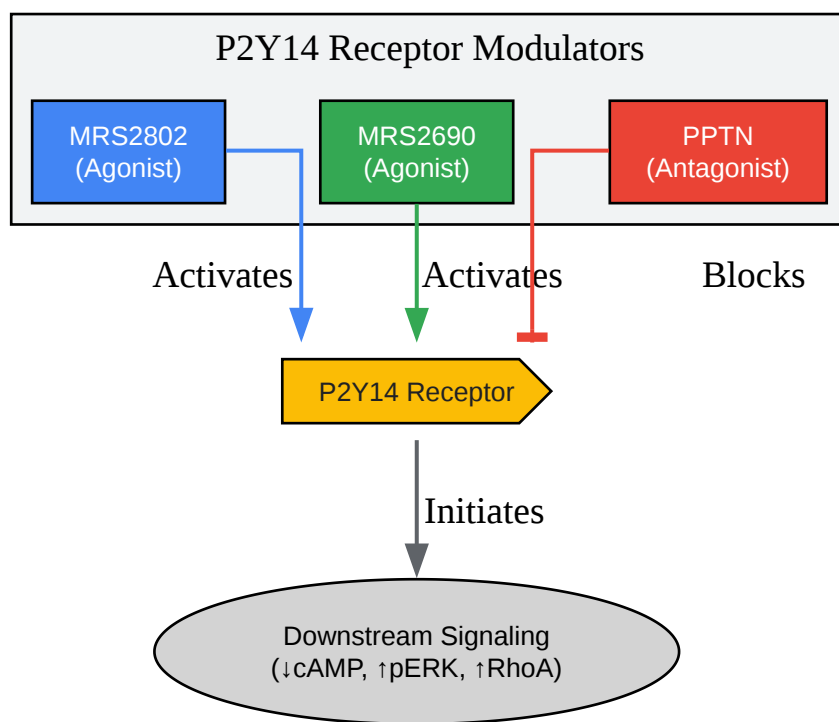 P2Y14 Receptor Modulators
MRS2802
(Agonist)
MRS2690
(Agonist)
PPTN
(Antagonist)
Activates
Activates
Blocks
P2Y14 Receptor
Initiates
Downstream Signaling
(↓cAMP, ↑pERK, ↑RhoA)